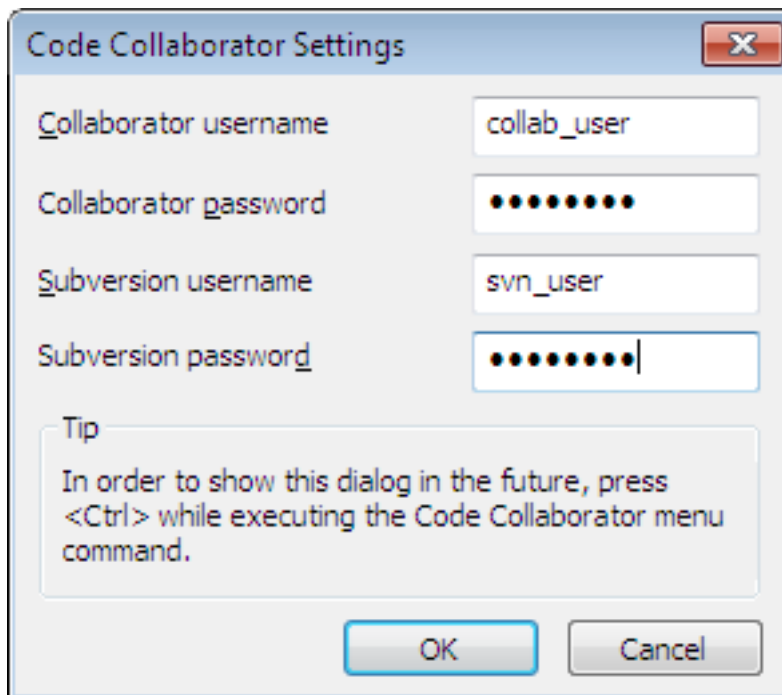 Code Collaborator Settings
Collaborator username collab_user
Collaborator password ●●●●●●●●
Subversion username svn_user
Subversion password ●●●●●●●●
Tip
In order to show this dialog in the future, press
<Ctrl> while executing the Code Collaborator menu
command.
OK Cancel